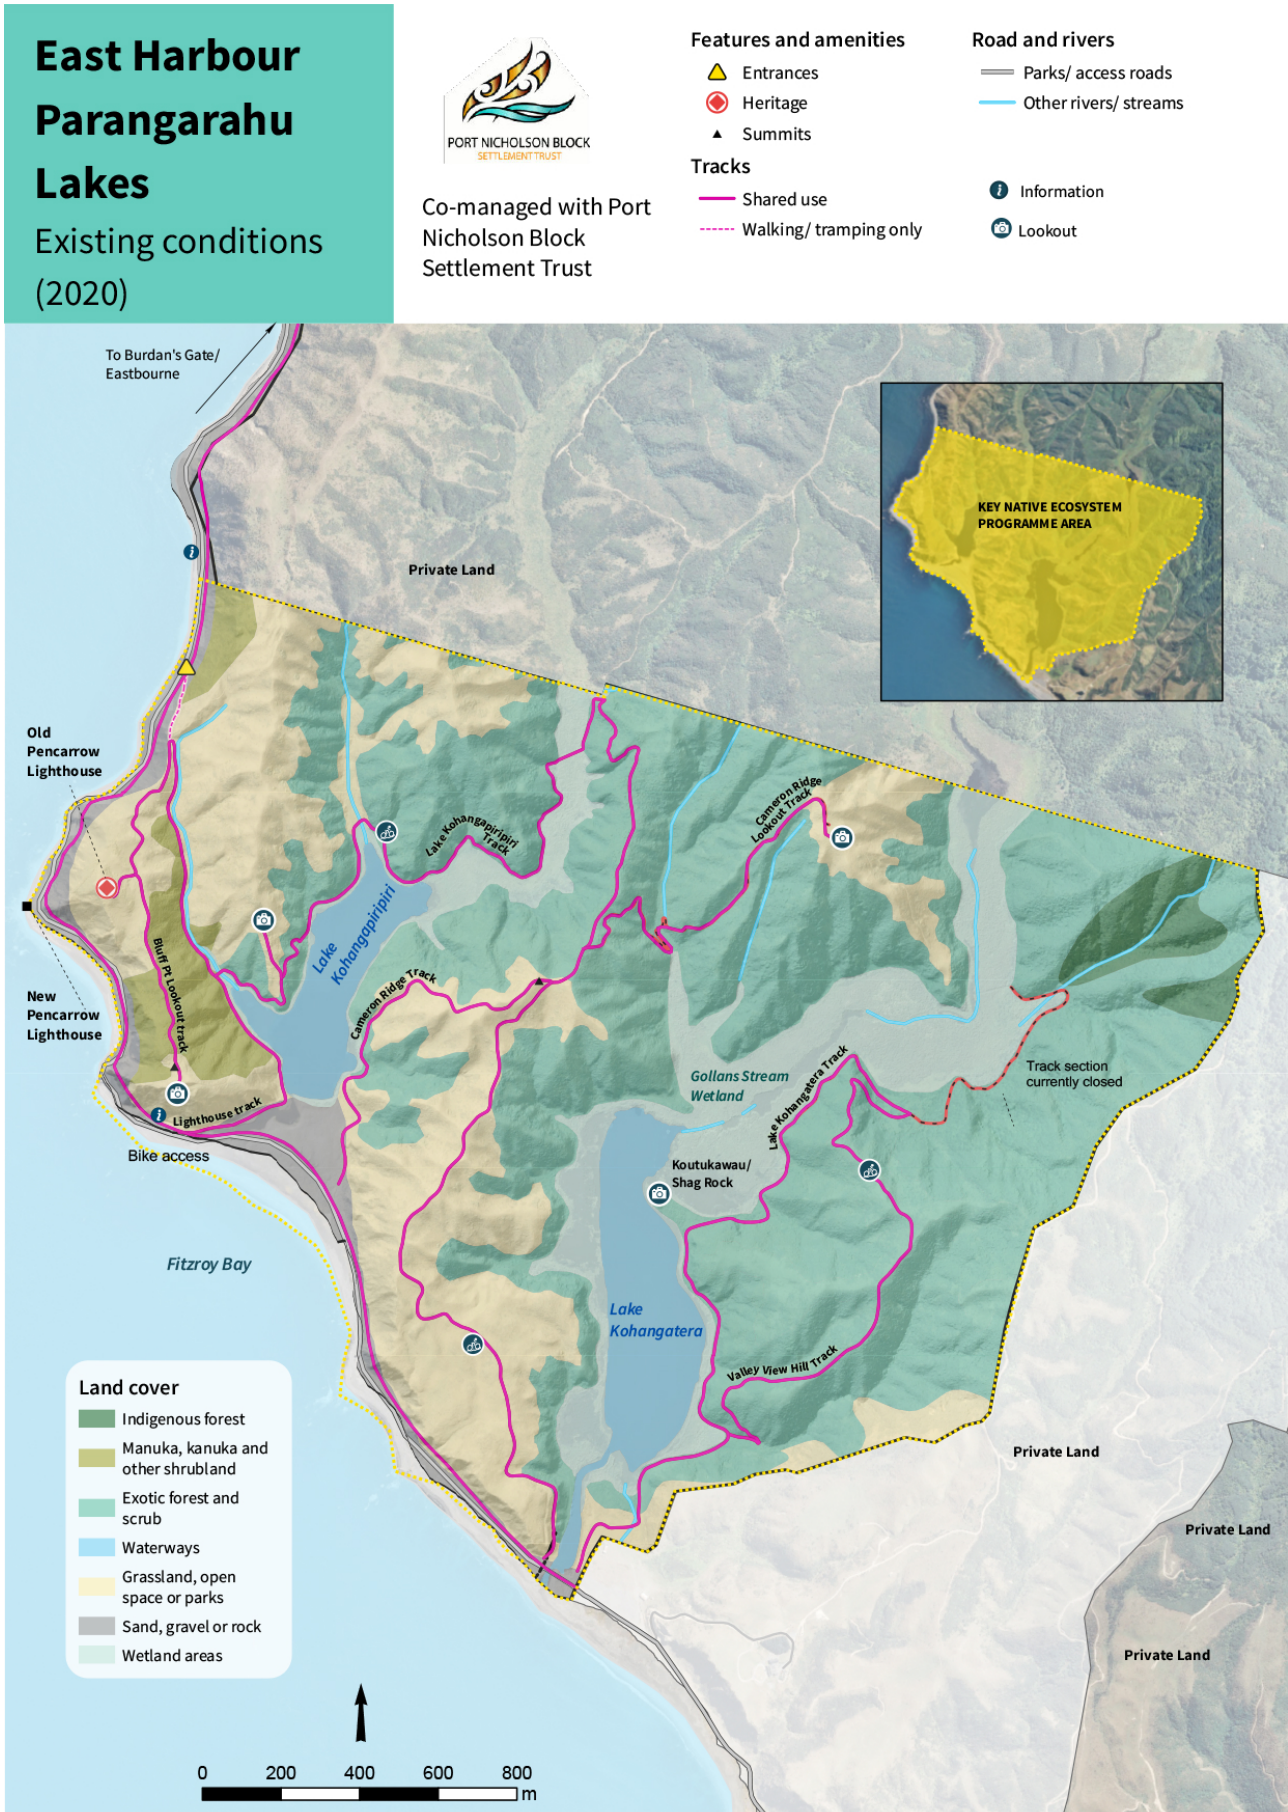 East Harbour
Parangarahu
Lakes
Existing conditions
(2020)
PORT NICHOLSON BLOCK
SETTLEMENT TRUST
Co-managed with Port
Nicholson Block
Settlement Trust
Features and amenities
Entrances
Heritage
Summits
Tracks
Shared use
Walking/ tramping only
Road and rivers
Parks/ access roads
Other rivers/ streams
Information
Lookout
To Burdan's Gate/
Eastbourne
KEY NATIVE ECOSYSTEM
PROGRAMME AREA
Private Land
Old
Pencarrow
Lighthouse
Cameron Ridge
Lookout Track
Lake Kohangapiripiri
Track
Lake
Kohangapiripiri
Bluff Pt Lookout track
Cameron Ridge Track
New
Pencarrow
Lighthouse
Gollans Stream
Wetland
Lake Kohangatera Track
Track section
currently closed
Lighthouse track
Bike access
Koutukawau/
Shag Rock
Fitzroy Bay
Lake
Kohangatera
Valley View Hill Track
Private Land
Private Land
Private Land
Land cover
Indigenous forest
Manuka, kanuka and
other shrubland
Exotic forest and
scrub
Waterways
Grassland, open
space or parks
Sand, gravel or rock
Wetland areas
0 200 400 600 800
m